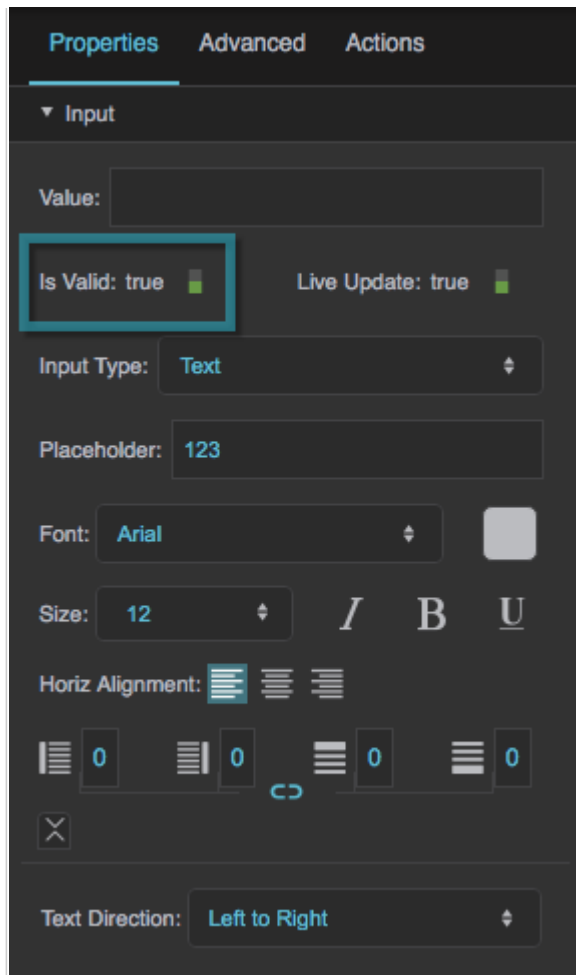 Properties Advanced Actions
Input
Value:
Is Valid: true Live Update: true
Input Type: Text
Placeholder: 123
Font: Arial
Size: 12 I B U
Horiz Alignment:
0 0 0 0
Text Direction: Left to Right